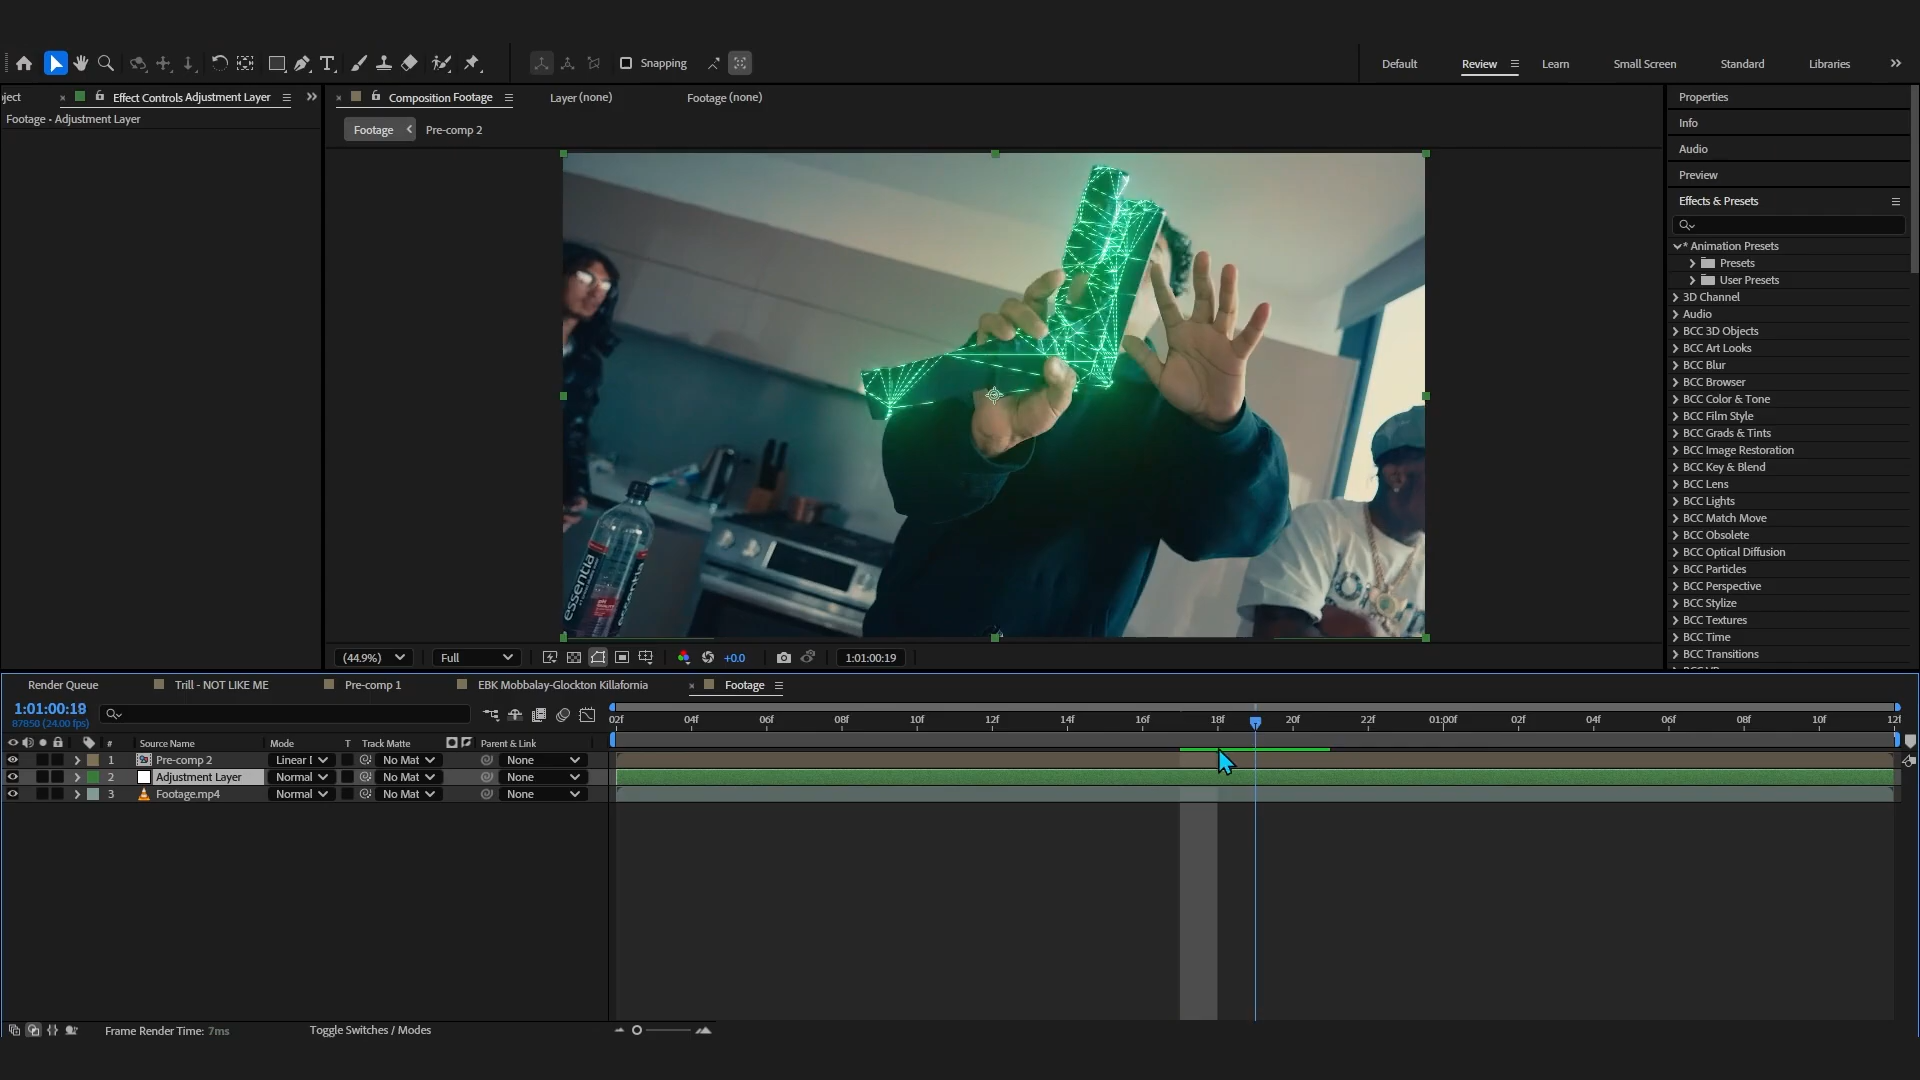 Snapping
Default
Review
Learn
Small Screen
Standard
Libraries
ject
Effect Controls Adjustment Layer
Composition Footage
Layer (none)
Footage (none)
Footage • Adjustment Layer
Footage
Pre-comp 2
Properties
Info
Audio
Preview
Effects & Presets
* Animation Presets
Presets
User Presets
3D Channel
Audio
BCC 3D Objects
BCC Art Looks
BCC Blur
BCC Browser
BCC Color & Tone
BCC Film Style
BCC Grads & Tints
BCC Image Restoration
BCC Key & Blend
BCC Lens
BCC Lights
BCC Match Move
BCC Obsolete
BCC Optical Diffusion
BCC Particles
BCC Perspective
BCC Stylize
BCC Textures
BCC Time
BCC Transitions
essentia
(44.9%)
Full
+0.0
1:01:00:19
Render Queue
Trill - NOT LIKE ME
Pre-comp 1
EBK Mobbalay-Glockton Killafornia
Footage
1:01:00:18
87850 (24.00 fps)
02f 04f 06f 08f 10f 12f 14f 16f 18f 20f 22f 01:00f 02f 04f 06f 08f 10f 12f
# Source Name Mode T Track Matte Parent & Link
1 Pre-comp 2 Linear No Mat None
2 Adjustment Layer Normal No Mat None
3 Footage.mp4 Normal No Mat None
Frame Render Time: 7ms
Toggle Switches / Modes